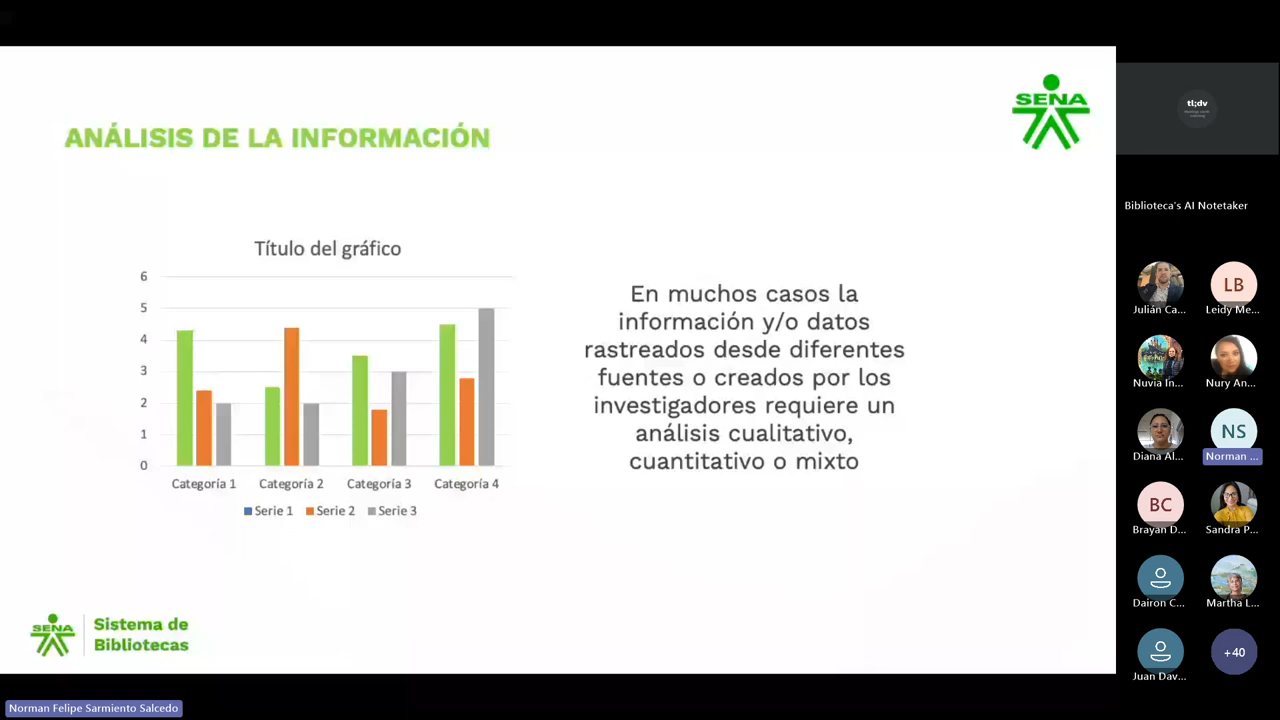 SENA
ANÁLISIS DE LA INFORMACIÓN
Título del gráfico
6
5
4
3
2
1
0
Categoría 1
Categoría 2
Categoría 3
Categoría 4
Serie 1
Serie 2
Serie 3
En muchos casos la
información y/o datos
rastreados desde diferentes
fuentes o creados por los
investigadores requiere un
análisis cualitativo,
cuantitativo o mixto
SENA
Sistema de
Bibliotecas
Norman Felipe Sarmiento Salcedo
tl;dv
Biblioteca's AI Notetaker
Julián Ca...
LB
Leidy Me...
Nuvia In...
Nury An...
Diana Al...
NS
Norman ...
BC
Brayan D...
Sandra P...
Dairon C...
Martha L...
Juan Dav...
+40